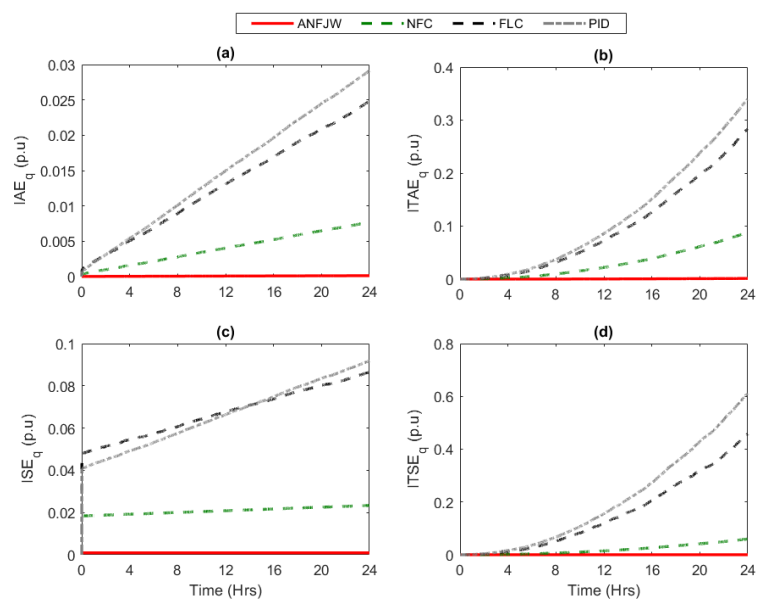 ANFJW NFC FLC PID
(a)
0.03
0.025
0.02
0.015
0.01
0.005
0
IAEq (p.u)
0 4 8 12 16 20 24
Time (Hrs)
(b)
0.4
0.3
0.2
0.1
0
ITAEq (p.u)
0 4 8 12 16 20 24
(c)
0.1
0.08
0.06
0.04
0.02
0
ISEq (p.u)
0 4 8 12 16 20 24
Time (Hrs)
(d)
0.8
0.6
0.4
0.2
0
ITSEq (p.u)
0 4 8 12 16 20 24
Time (Hrs)